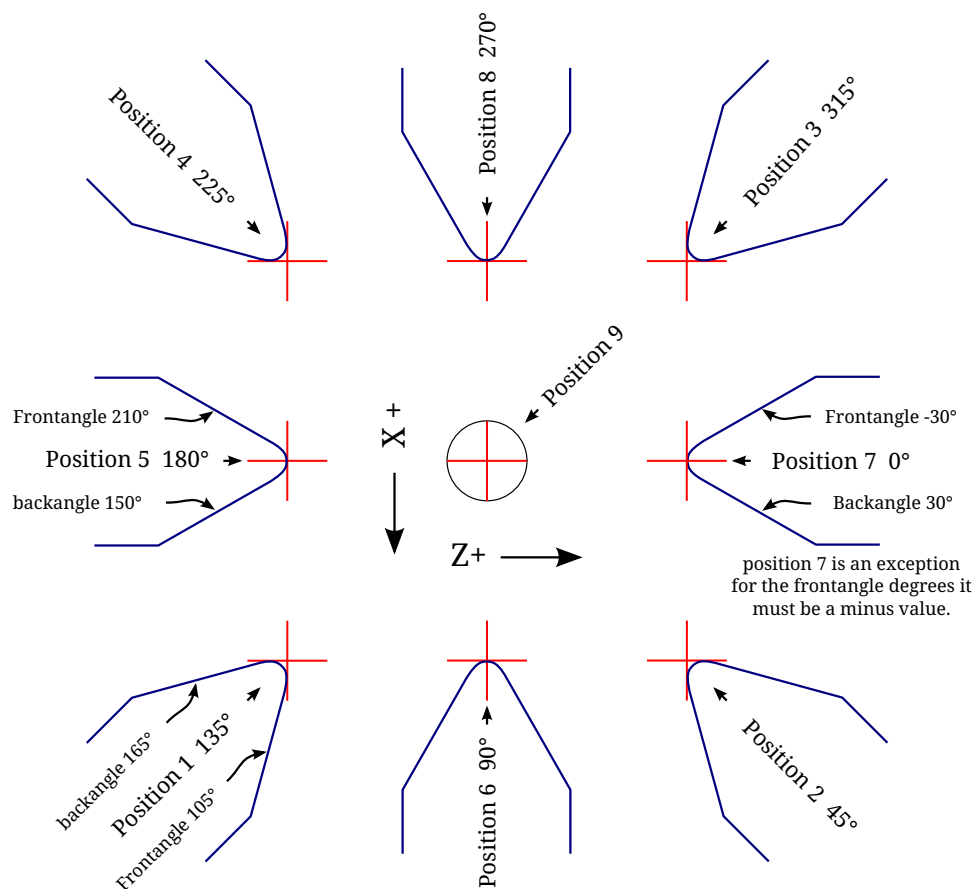 Position 4  225°
Position 8  270°
Position 3  315°
Position 9
X +
Z+
Frontangle 210°
Position 5  180°
backangle 150°
Frontangle -30°
Position 7  0°
Backangle 30°
position 7 is an exception
for the frontangle degrees it
must be a minus value.
backangle 165°
Position 1  135°
Frontangle 105°
Position 6  90°
Position 2  45°